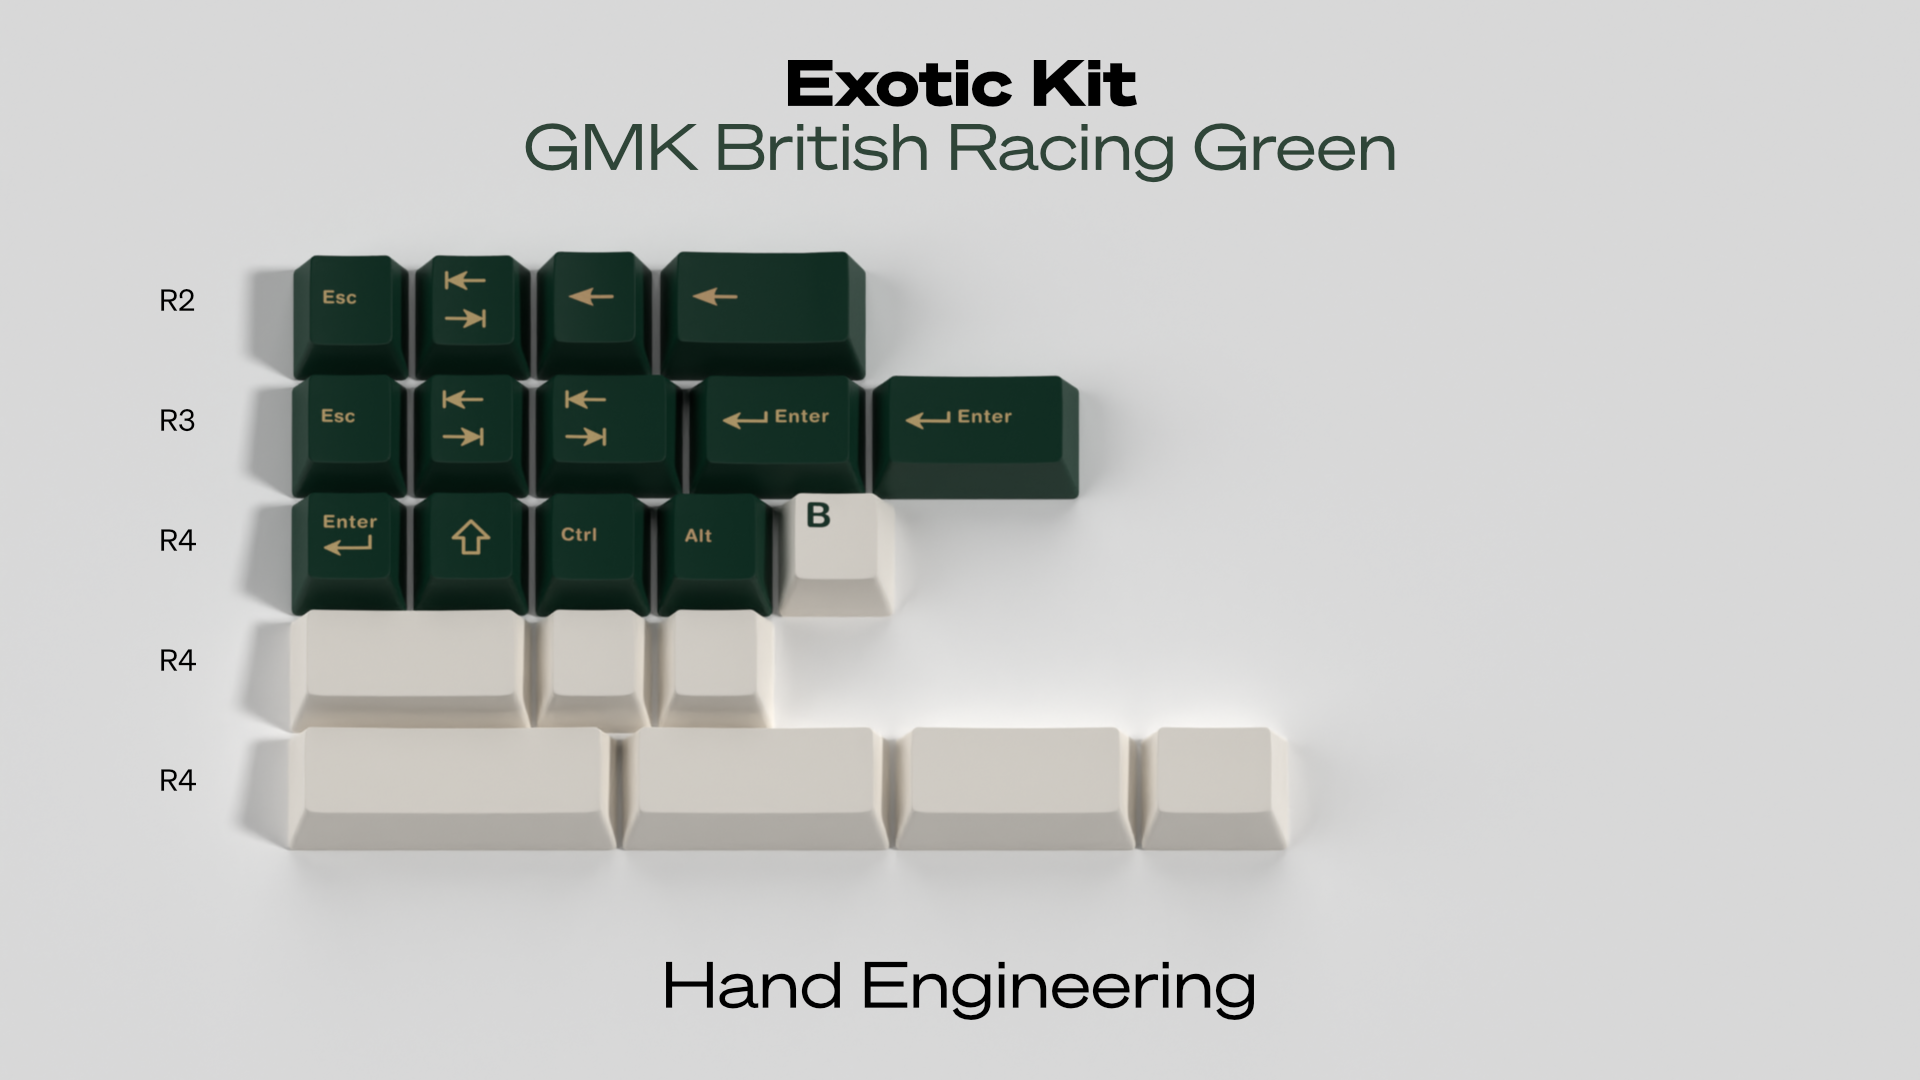 Exotic Kit
GMK British Racing Green
R2
Esc
R3
Esc
Enter
Enter
R4
Enter
Ctrl
Alt
B
R4
R4
Hand Engineering